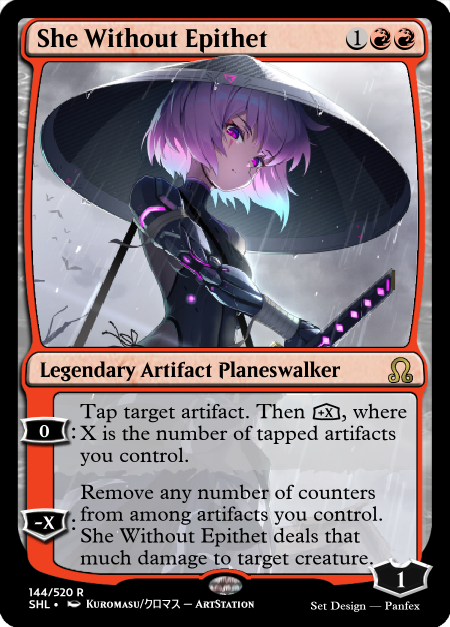 She Without Epithet 1
Legendary Artifact Planeswalker
0: Tap target artifact. Then +X, where
X is the number of tapped artifacts
you control.
Remove any number of counters
-X: from among artifacts you control.
She Without Epithet deals that
much damage to target creature.
1
144/520 R
SHL • Kuromasu/クロマス — ArtStation
Set Design — Panfex